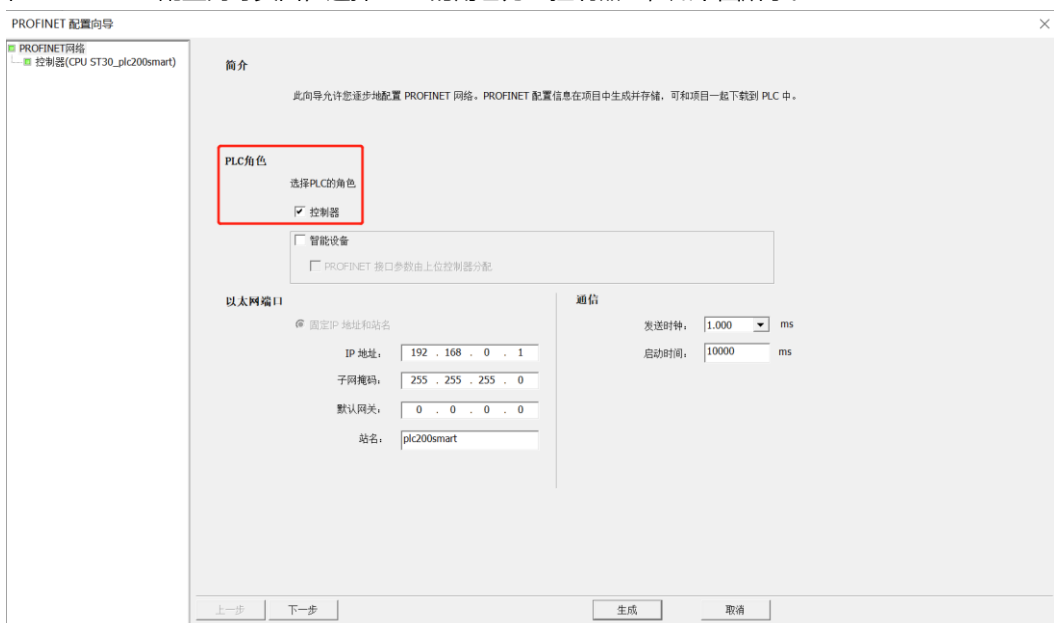 PROFINET 配置向导
PROFINET网络
控制器(CPU ST30_plc200smart)
简介
此向导允许您逐步地配置 PROFINET 网络。PROFINET 配置信息在项目中生成并存储，可和项目一起下载到 PLC 中。
PLC角色
选择PLC的角色
控制器
智能设备
PROFINET 接口参数由上位控制器分配
以太网端口
固定IP 地址和站名
IP 地址: 192 . 168 . 0 . 1
子网掩码: 255 . 255 . 255 . 0
默认网关: 0 . 0 . 0 . 0
站名: plc200smart
通信
发送时钟: 1.000 ms
启动时间: 10000 ms
上一步 下一步 生成 取消